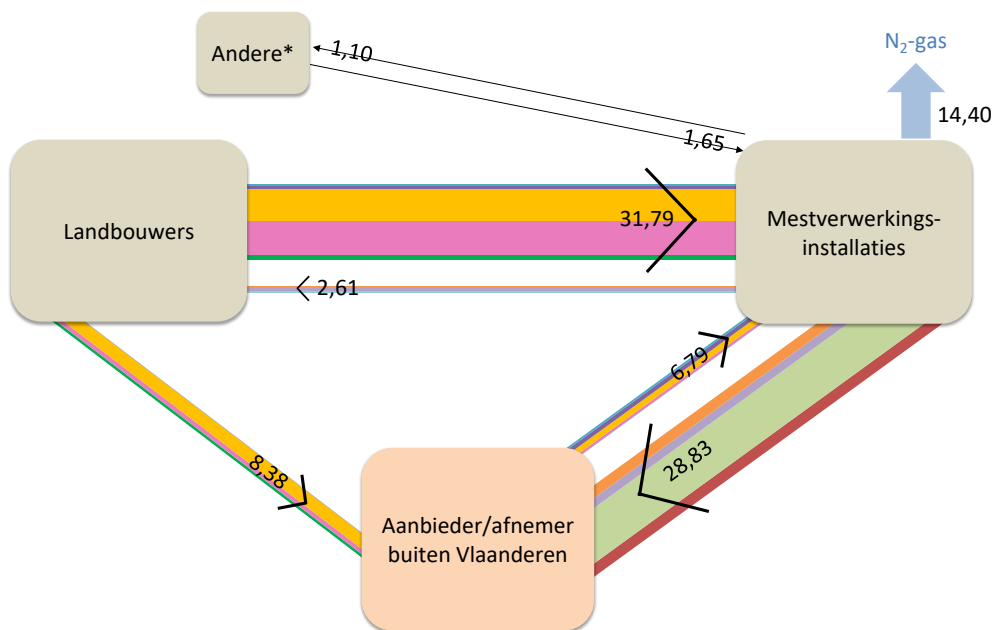 N₂-gas
Andere*
1,10
14,40
1,65
Landbouwers
31,79
Mestverwerkings-
installaties
2,61
6,79
8,38
28,83
Aanbieder/afnemer
buiten Vlaanderen